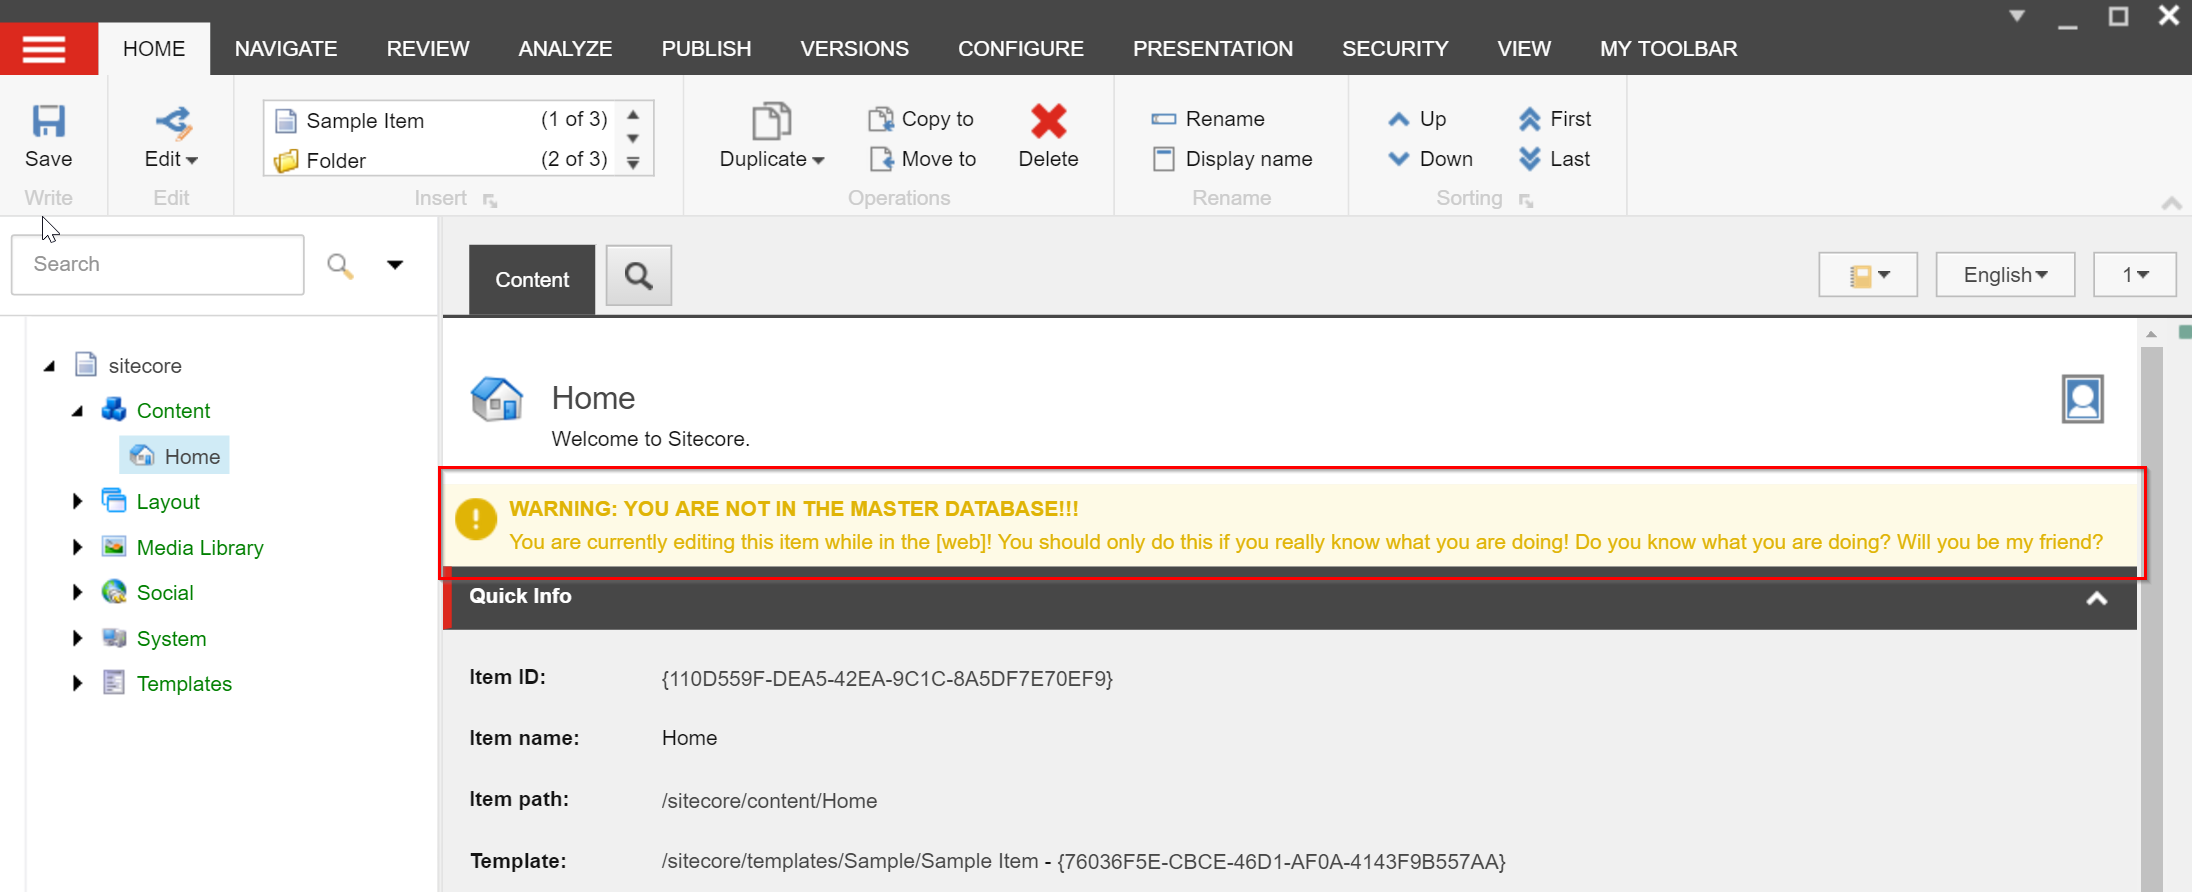 HOME NAVIGATE REVIEW ANALYZE PUBLISH VERSIONS CONFIGURE PRESENTATION SECURITY VIEW MY TOOLBAR
Save
Write
Edit
Edit
Sample Item (1 of 3)
Folder (2 of 3)
Insert
Duplicate
Copy to
Move to
Delete
Operations
Rename
Display name
Rename
Up
Down
First
Last
Sorting
Search
Content
English
1
sitecore
Content
Home
Layout
Media Library
Social
System
Templates
Home
Welcome to Sitecore.
WARNING: YOU ARE NOT IN THE MASTER DATABASE!!!
You are currently editing this item while in the [web]! You should only do this if you really know what you are doing! Do you know what you are doing? Will you be my friend?
Quick Info
Item ID: {110D559F-DEA5-42EA-9C1C-8A5DF7E70EF9}
Item name: Home
Item path: /sitecore/content/Home
Template: /sitecore/templates/Sample/Sample Item - {76036F5E-CBCE-46D1-AF0A-4143F9B557AA}